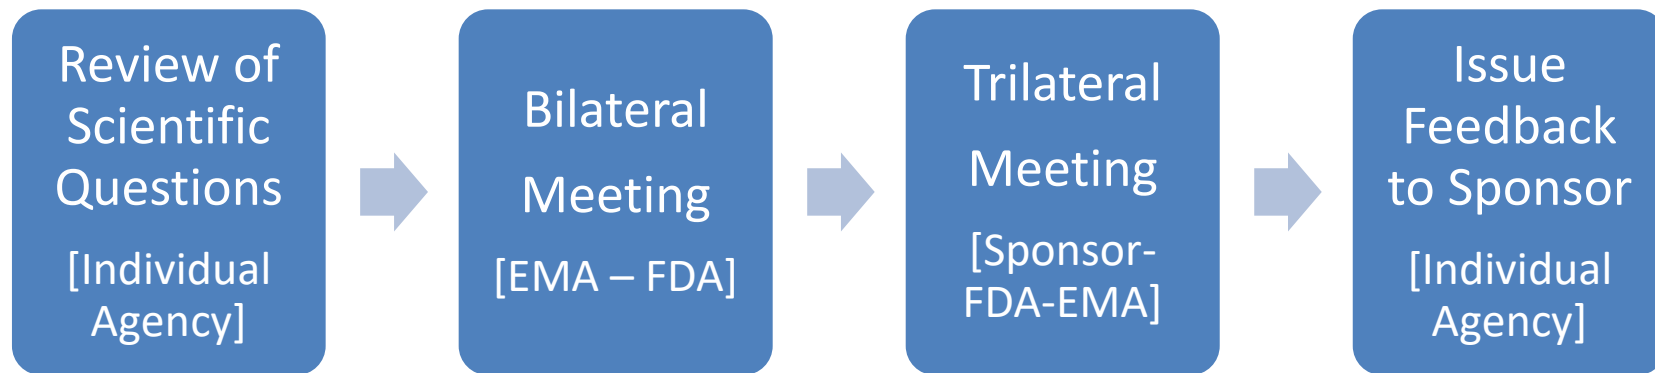 Review of
Scientific
Questions
[Individual
Agency]
Bilateral
Meeting
[EMA – FDA]
Trilateral
Meeting
[Sponsor-
FDA-EMA]
Issue
Feedback
to Sponsor
[Individual
Agency]